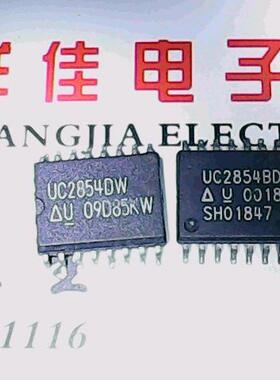 佳电子
ANGJIA ELECT
UC2854DW
Δ U 09D85KW
UC2854BD
Δ U 0018
SH01847
1116